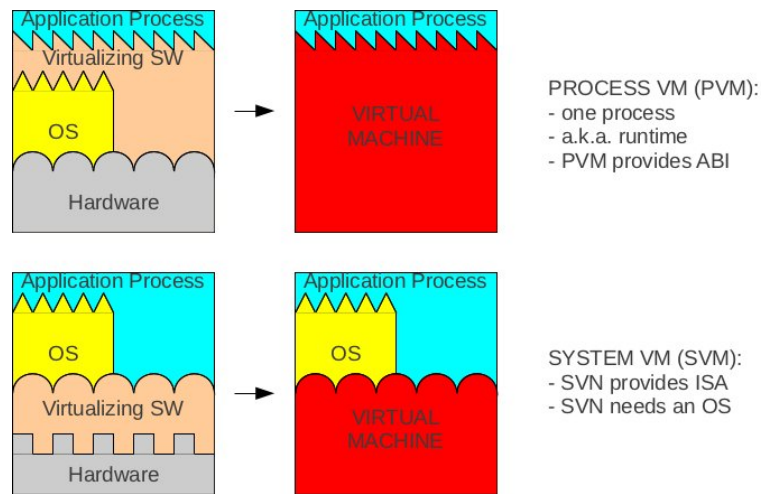 Application Process
Virtualizing SW
OS
Hardware
Application Process
VIRTUAL
MACHINE
PROCESS VM (PVM):
- one process
- a.k.a. runtime
- PVM provides ABI
Application Process
OS
Virtualizing SW
Hardware
Application Process
OS
VIRTUAL
MACHINE
SYSTEM VM (SVM):
- SVN provides ISA
- SVN needs an OS